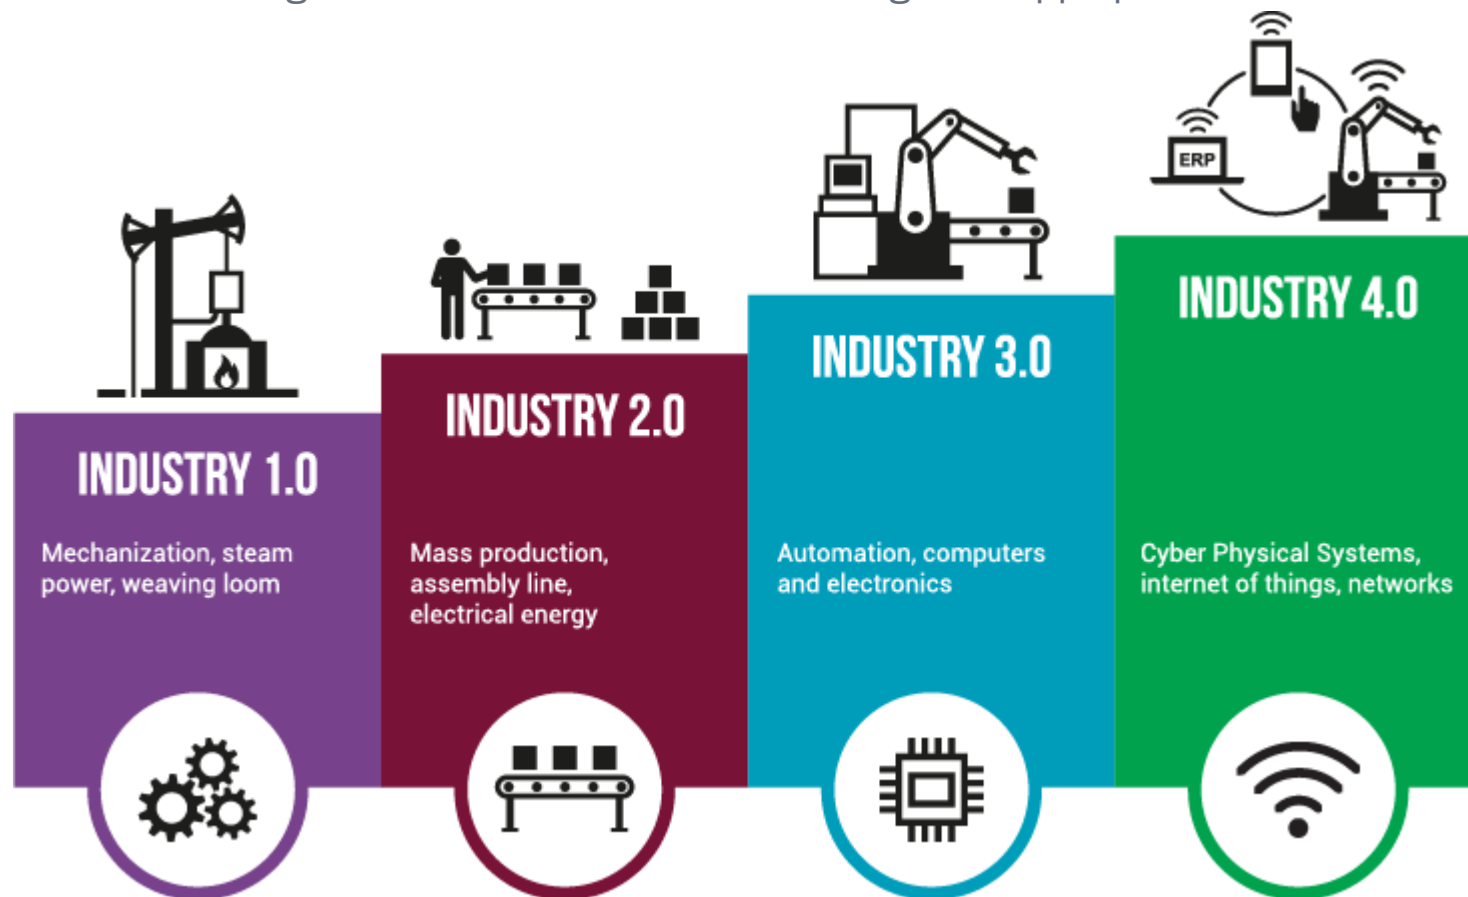 ERP
INDUSTRY 4.0
INDUSTRY 3.0
INDUSTRY 2.0
INDUSTRY 1.0
Mechanization, steam
power, weaving loom
Mass production,
assembly line,
electrical energy
Automation, computers
and electronics
Cyber Physical Systems,
internet of things, networks